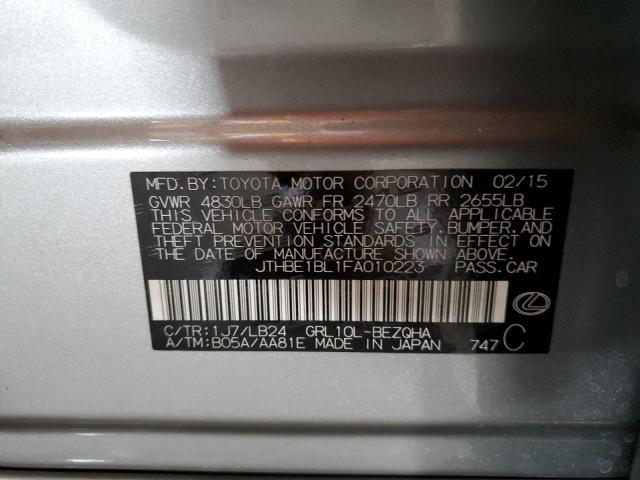 MFD.BY:TOYOTA MOTOR CORPORATION 02/15
GVWR 4830LB GAWR FR 2470LB RR 2655LB
THIS VEHICLE CONFORMS TO ALL APPLICABLE
FEDERAL MOTOR VEHICLE SAFETY,BUMPER,AND
THEFT PREVENTION STANDARDS IN EFFECT ON
THE DATE OF MANUFACTURE SHOWN ABOVE.
JTHBE1BL1FA010223 PASS.CAR
C/TR:1J7/LB24 GRL10L-BEZQHA
A/TM:B05A/AA81E MADE IN JAPAN 747 C